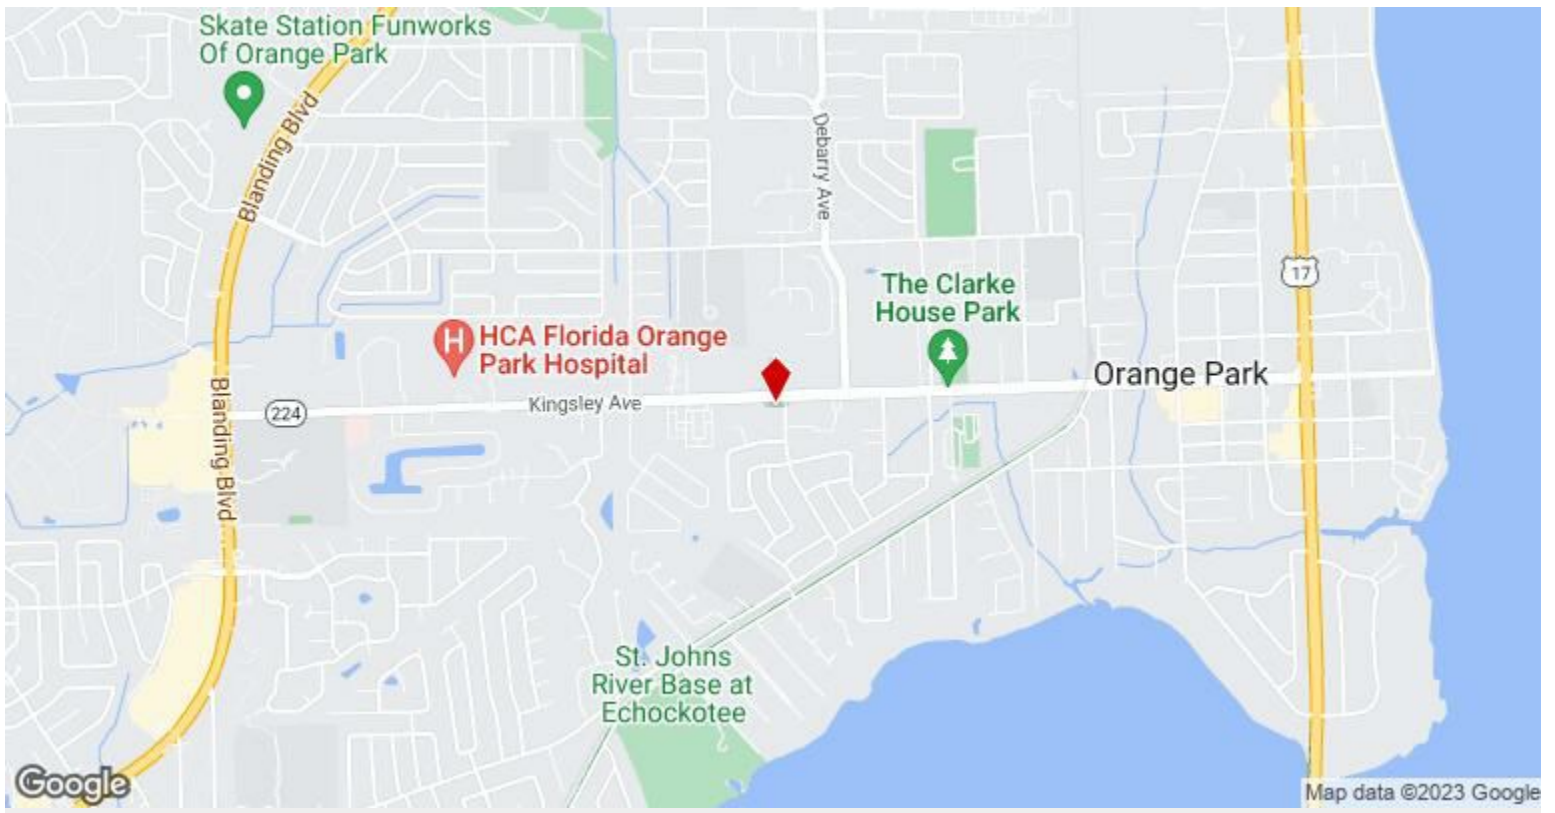 Skate Station Funworks
Of Orange Park
Blanding Blvd
Debarry Ave
17
The Clarke
House Park
HCA Florida Orange
Park Hospital
Orange Park
224
Kingsley Ave
Blanding Blvd
St. Johns
River Base at
Echockotee
Google
Map data ©2023 Google